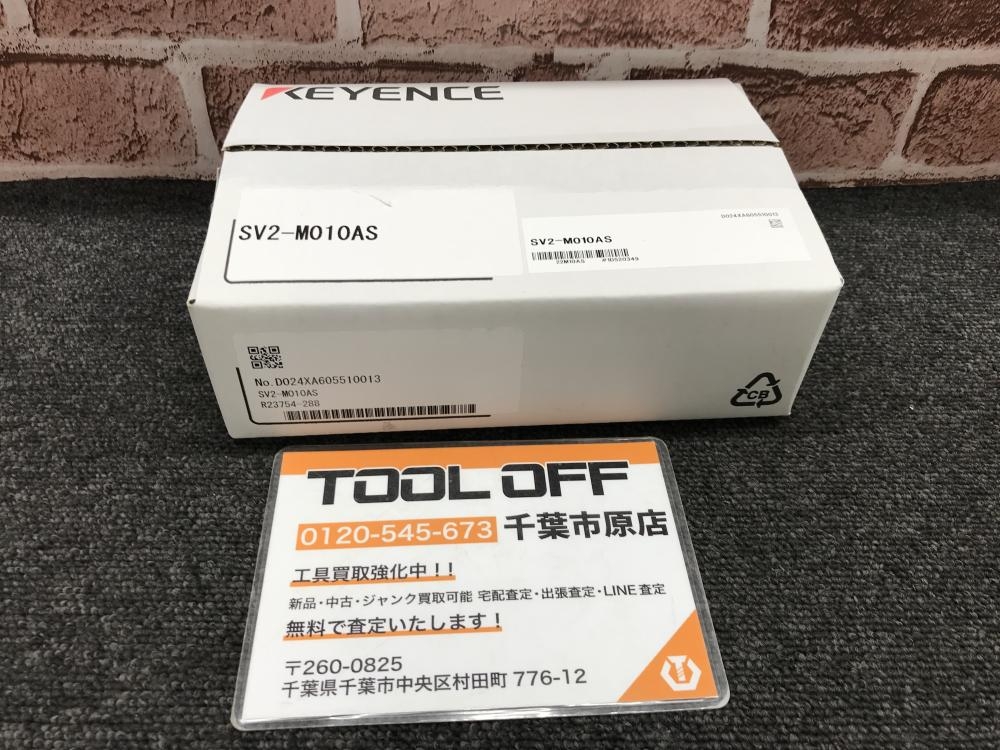 KEYENCE
SV2-M010AS
D024XA605510013
SV2-M010AS
22M10AS #1D520349
No.D024XA605510013
SV2-M010AS
R23754-288
CB
TOOL OFF
0120-545-673 千葉市原店
工具買取強化中!!
新品・中古・ジャンク買取可能 宅配査定・出張査定・LINE査定
無料で査定いたします!
〒260-0825
千葉県千葉市中央区村田町 776-12